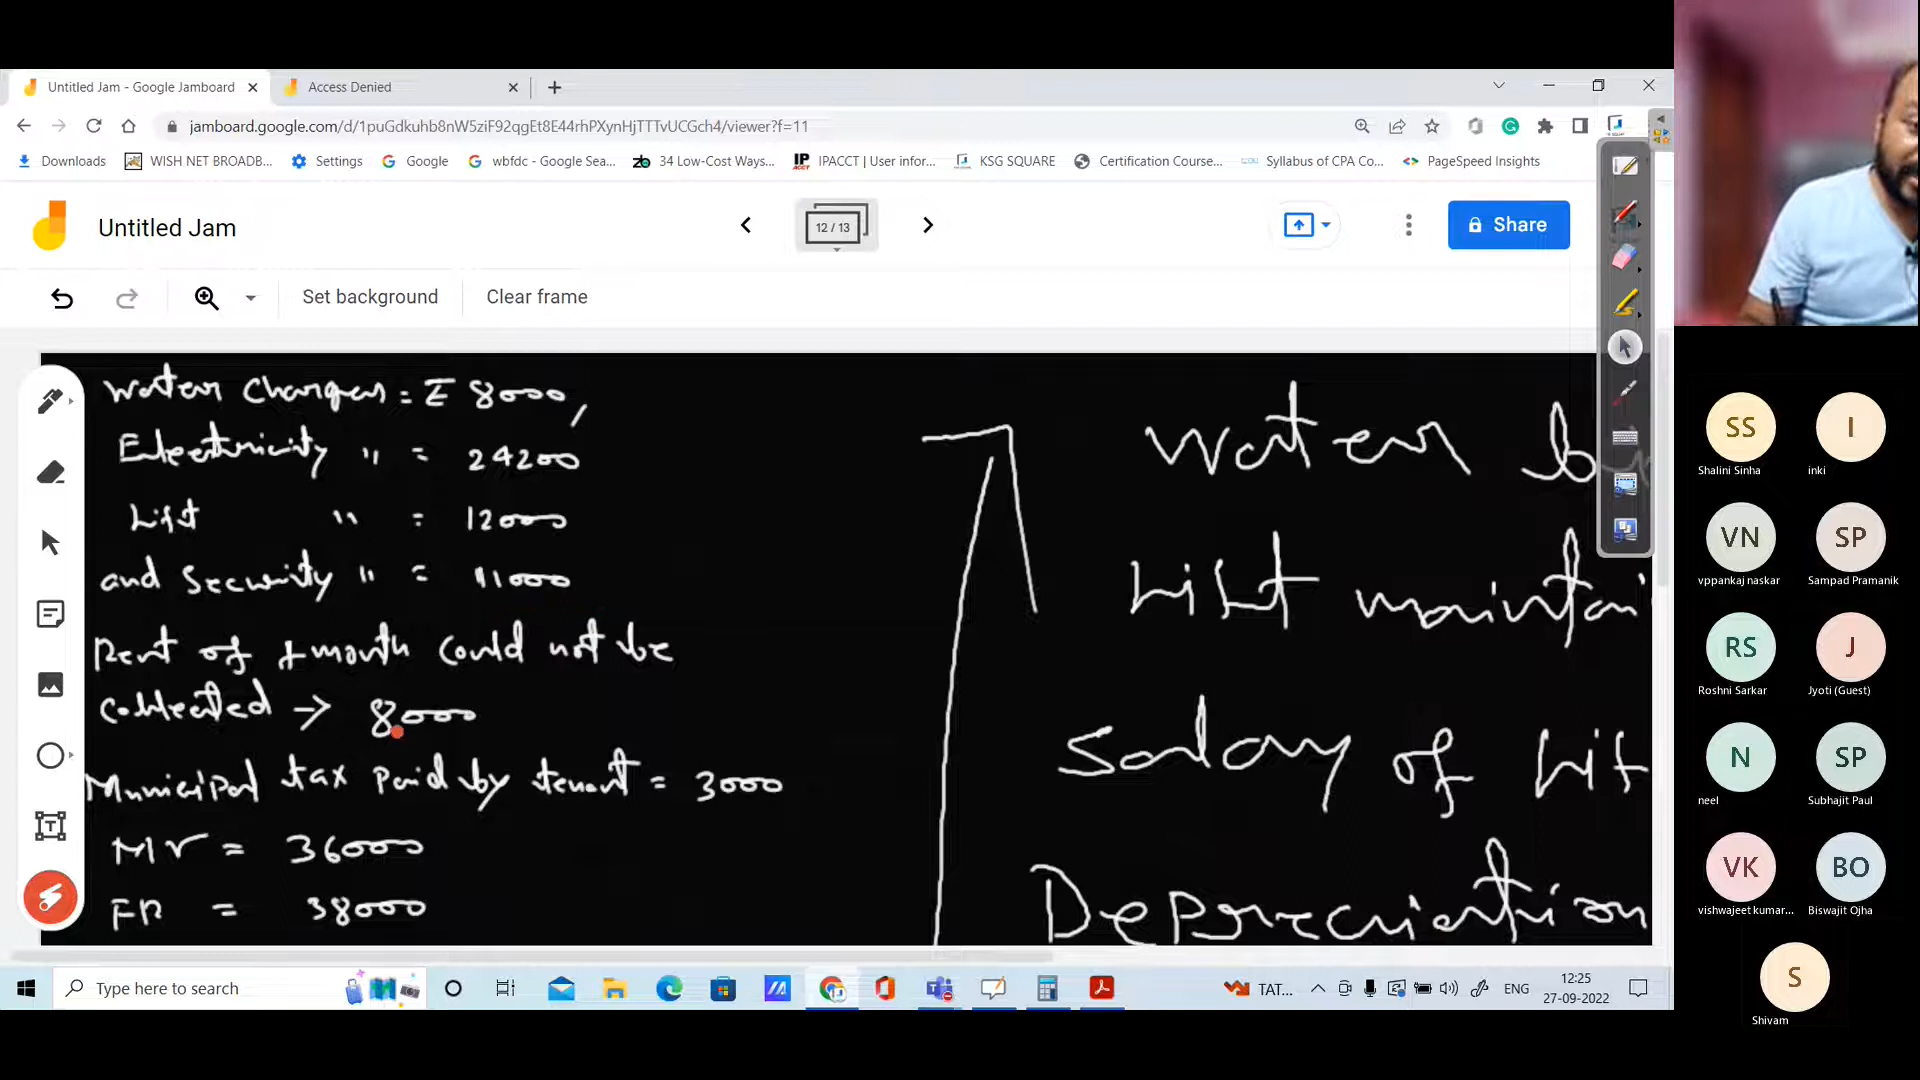 Untitled Jam - Google Jamboard
Access Denied
jamboard.google.com/d/1puGdkuhb8nW5ziF92qgEt8E44rhPXynHjTTTvUCGch4/viewer?f=11
Downloads
WISH NET BROADB...
Settings
Google
wbfdc - Google Sea...
34 Low-Cost Ways...
IPACCT | User infor...
KSG SQUARE
Certification Course...
Syllabus of CPA Co...
PageSpeed Insights
Untitled Jam
12 / 13
Share
Set background
Clear frame
Water Charges = ₹ 8000,
Electricity " = 24200
Lift " = 12000
and Security " = 11000
Rent of 1 month could not be
Collected → 8000
Municipal tax paid by tenant = 3000
MV = 36000
FR = 38000
Water
Lift
Salary of Lif
Depreciation
SS
Shalini Sinha
I
inki
VN
vppankaj naskar
SP
Sampad Pramanik
RS
Roshni Sarkar
J
Jyoti (Guest)
N
neel
SP
Subhajit Paul
VK
vishwajeet kumar...
BO
Biswajit Ojha
S
Shivam
Type here to search
TAT...
ENG
12:25
27-09-2022